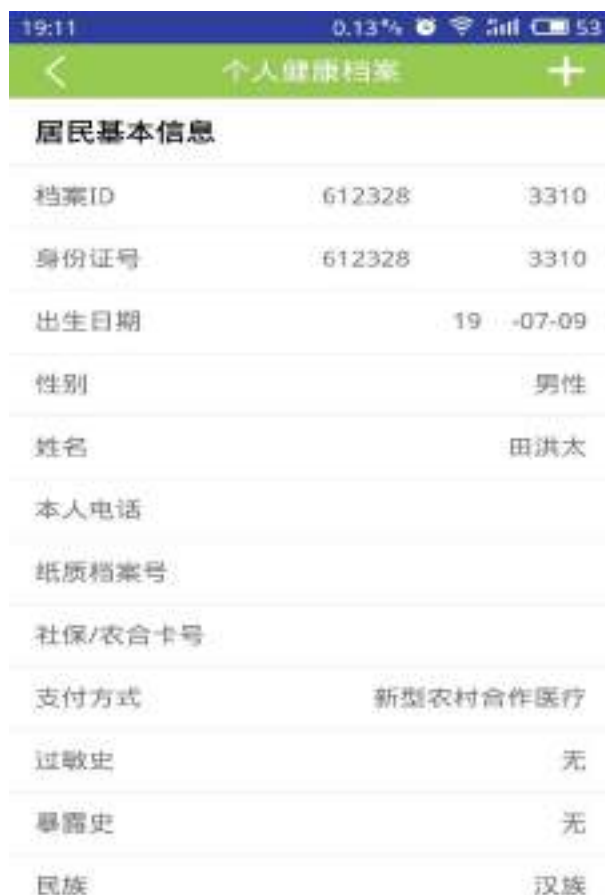 19:11 0.13% 53
个人健康档案
居民基本信息
档案ID 612328 3310
身份证号 612328 3310
出生日期 19 -07-09
性别 男性
姓名 田洪太
本人电话
纸质档案号
社保/农合卡号
支付方式 新型农村合作医疗
过敏史 无
暴露史 无
民族 汉族